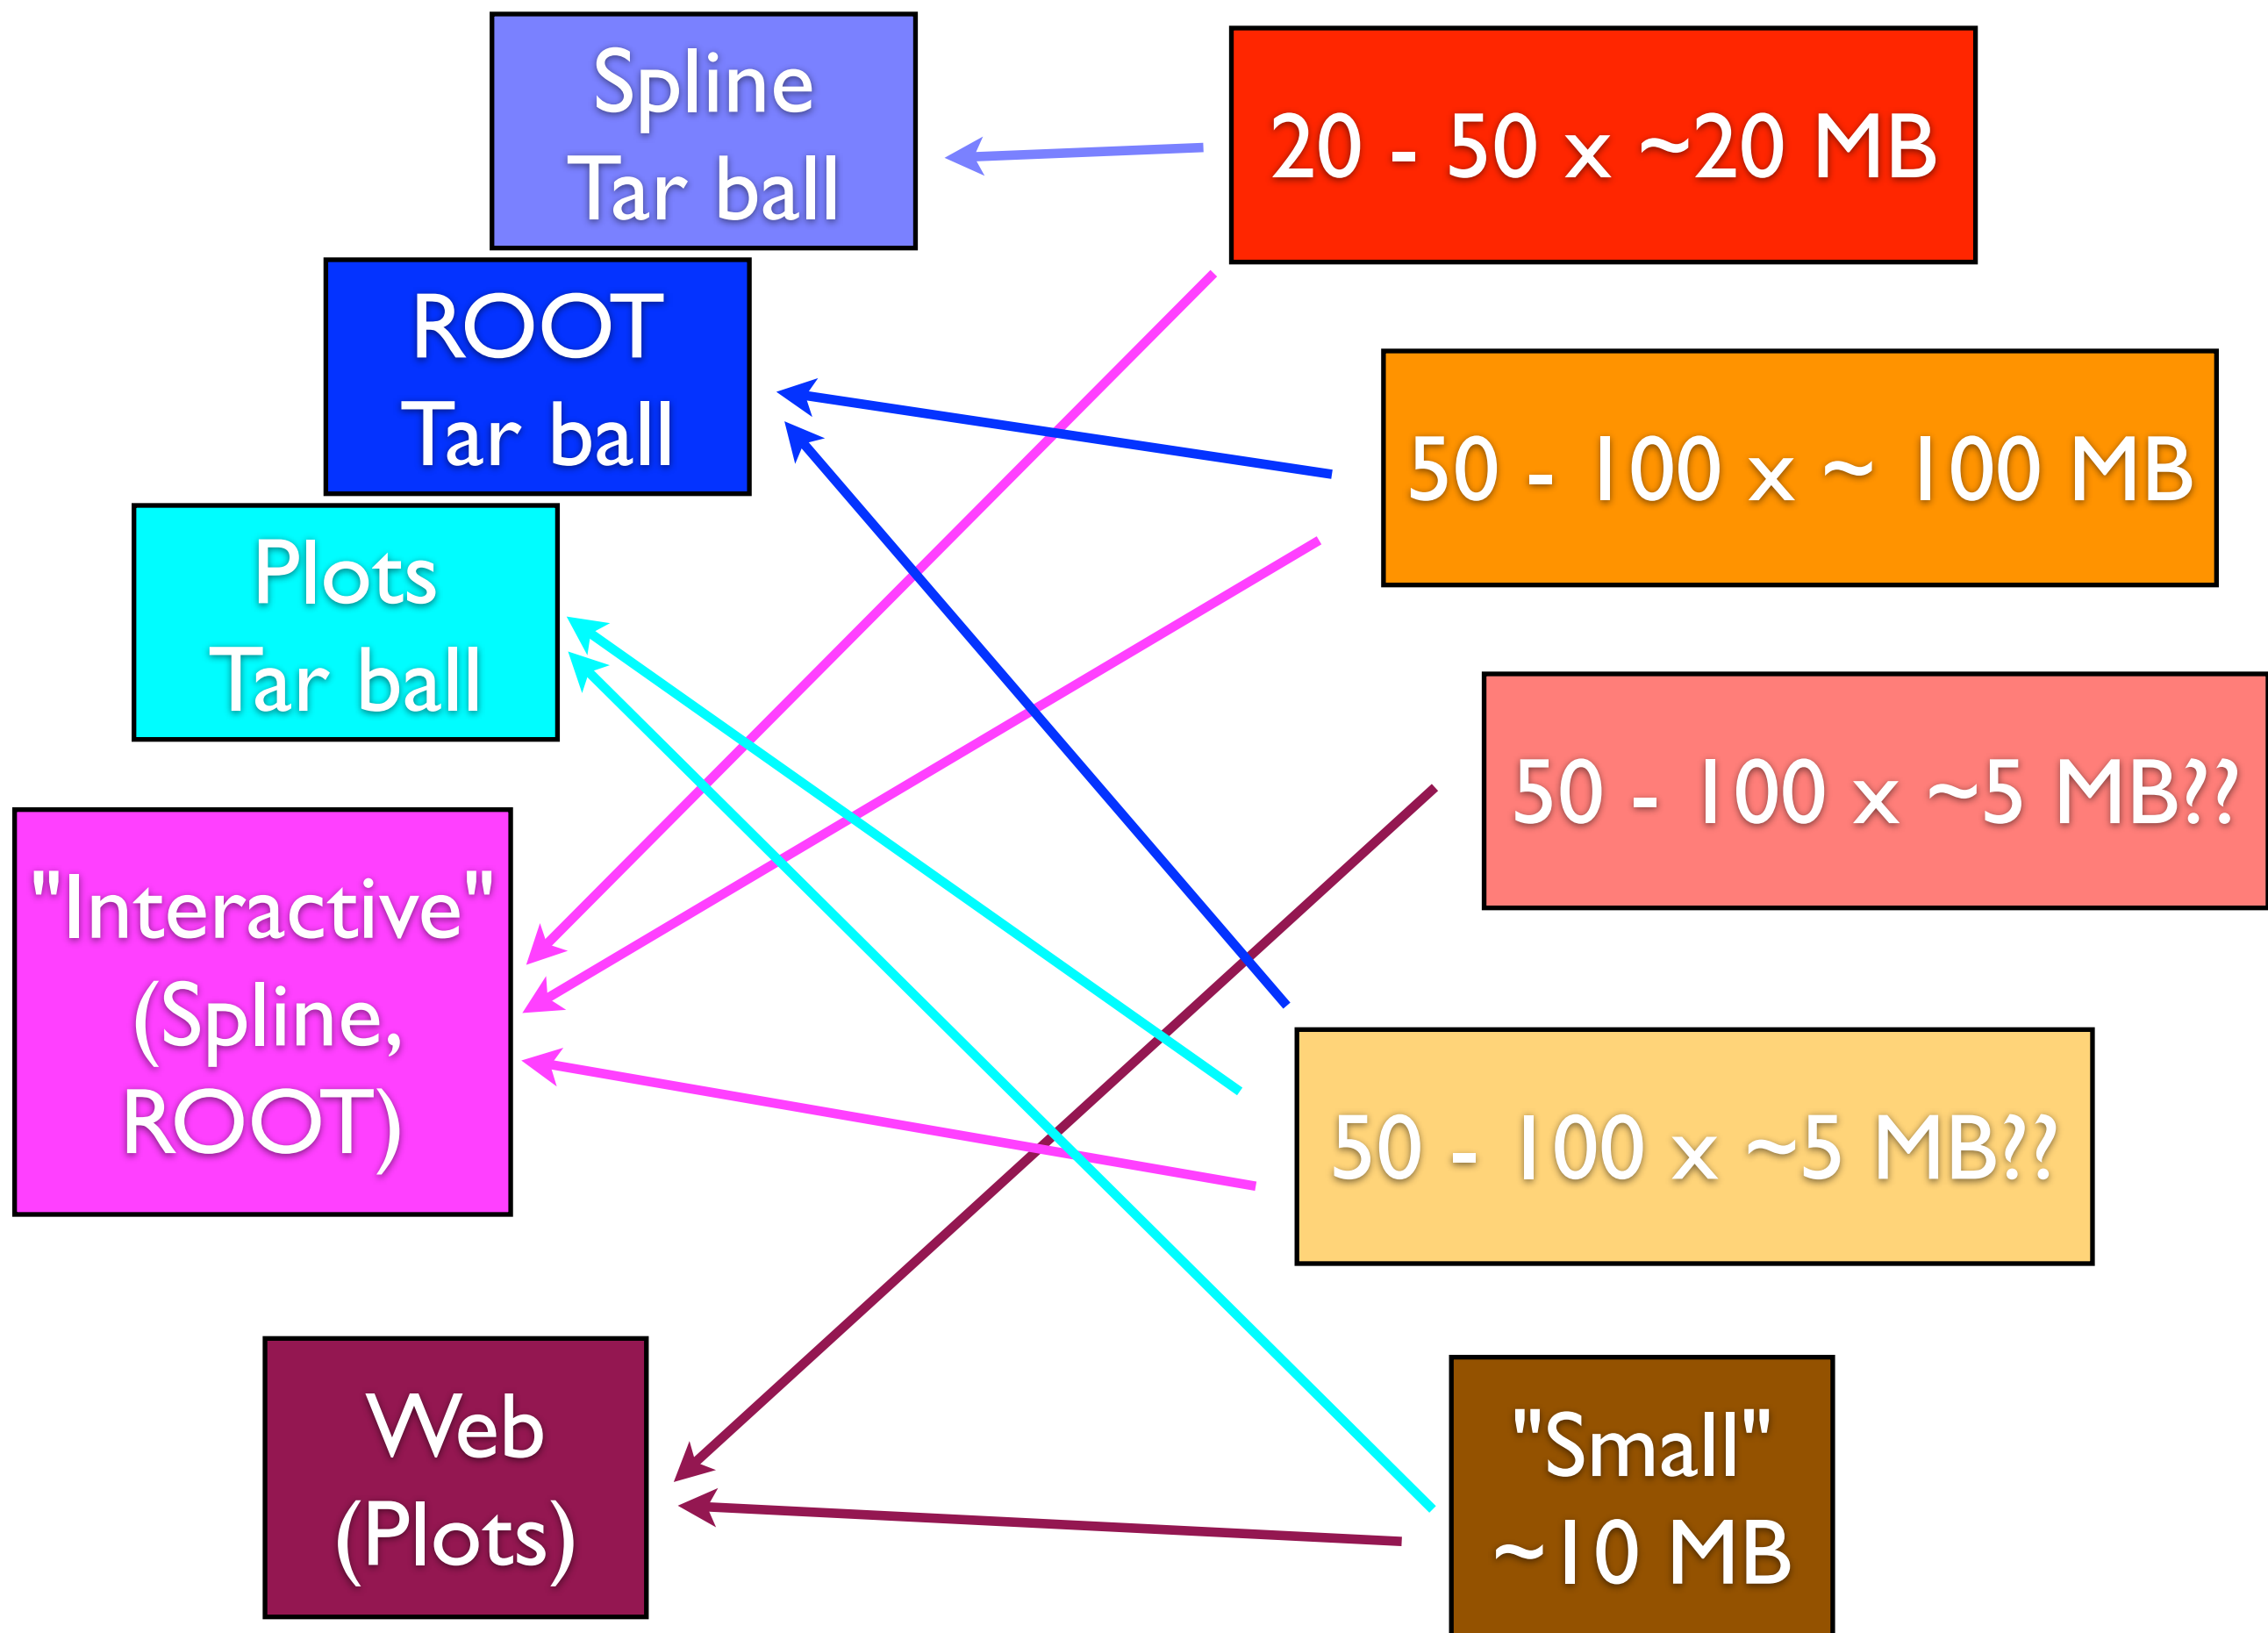 Spline
Tar ball
ROOT
Tar ball
Plots
Tar ball
"Interactive"
(Spline,
ROOT)
Web
(Plots)
20 - 50 x ~20 MB
50 - 100 x ~ 100 MB
50 - 100 x ~5 MB??
50 - 100 x ~5 MB??
"Small"
~10 MB